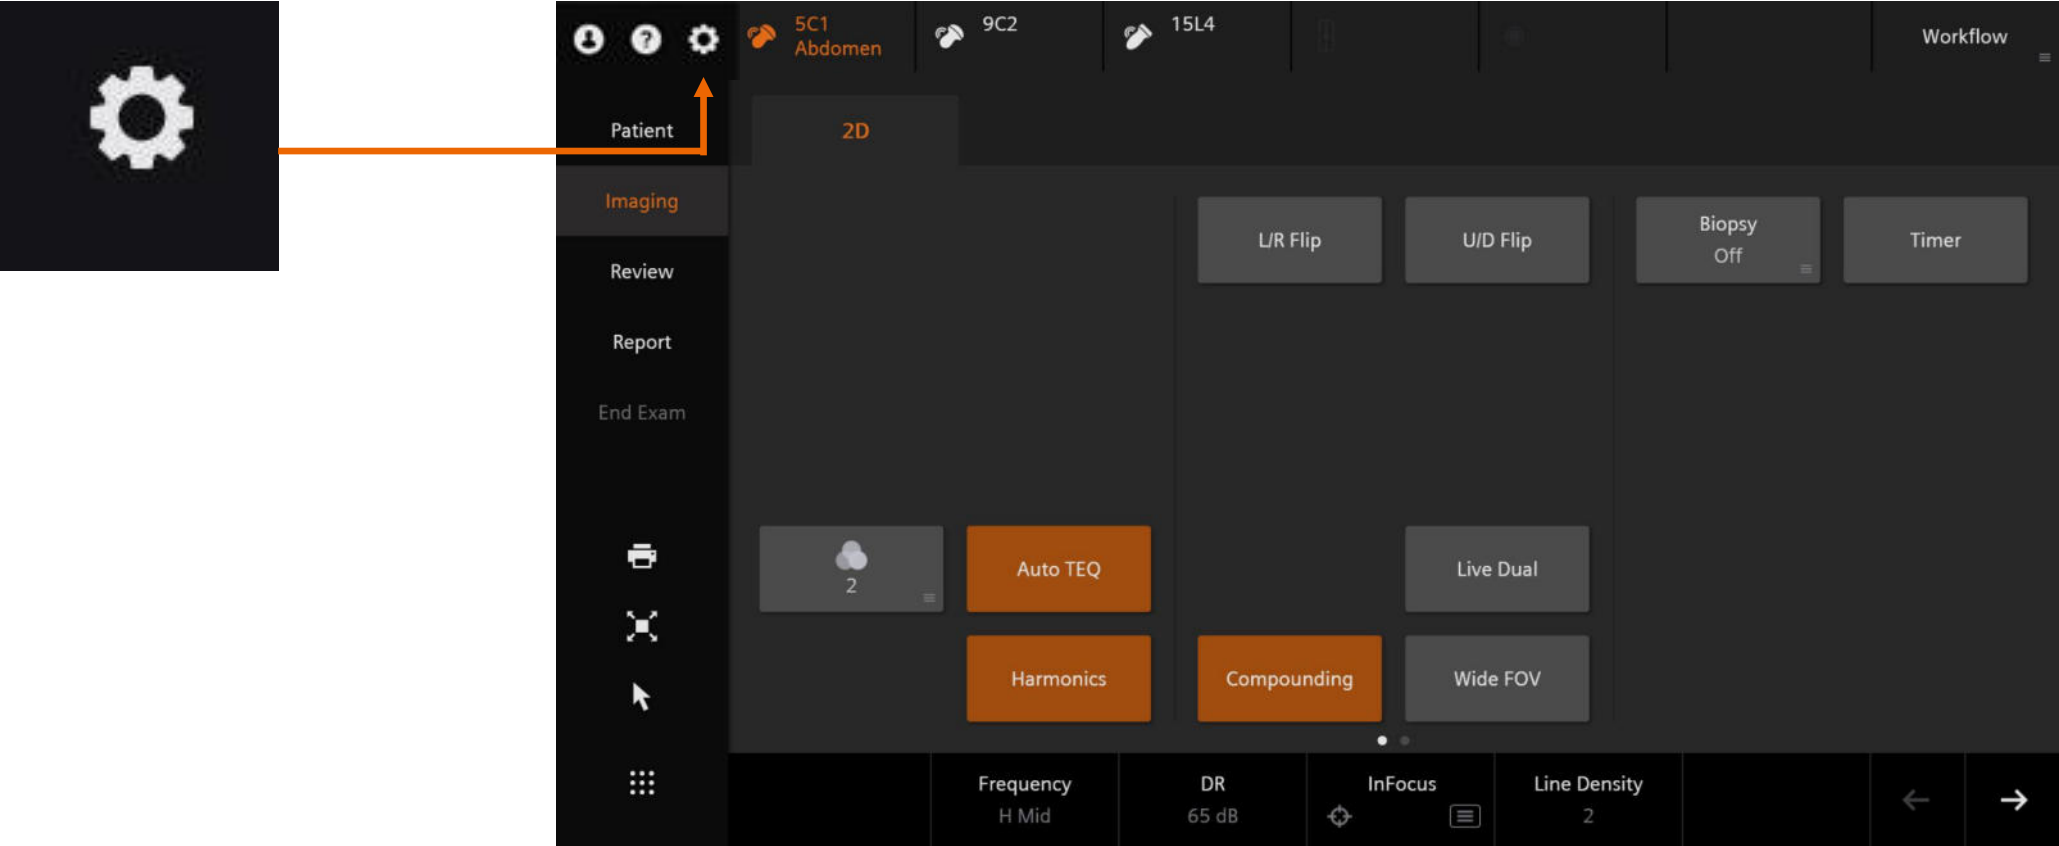 5C1
Abdomen
9C2
15L4
Workflow
Patient
2D
Imaging
Review
Report
End Exam
L/R Flip
U/D Flip
Biopsy
Off
Timer
2
Auto TEQ
Live Dual
Harmonics
Compounding
Wide FOV
Frequency
H Mid
DR
65 dB
InFocus
Line Density
2